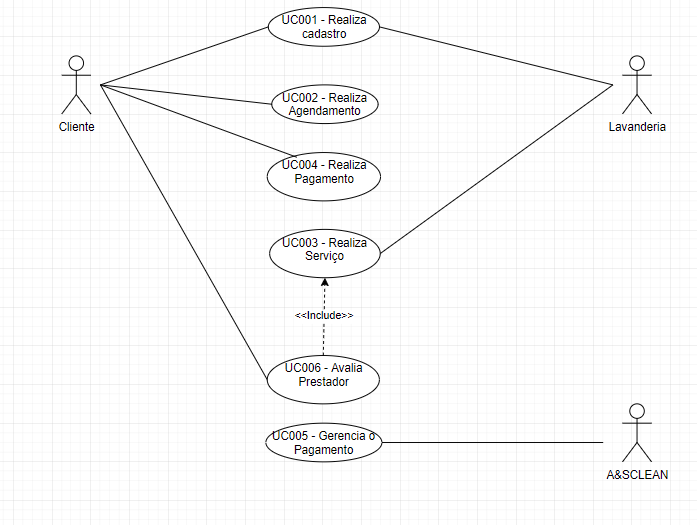 UC001 - Realiza
cadastro
UC002 - Realiza
Agendamento
Cliente
Lavanderia
UC004 - Realiza
Pagamento
UC003 - Realiza
Serviço
<<Include>>
UC006 - Avalia
Prestador
UC005 - Gerencia o
Pagamento
A&SCLEAN